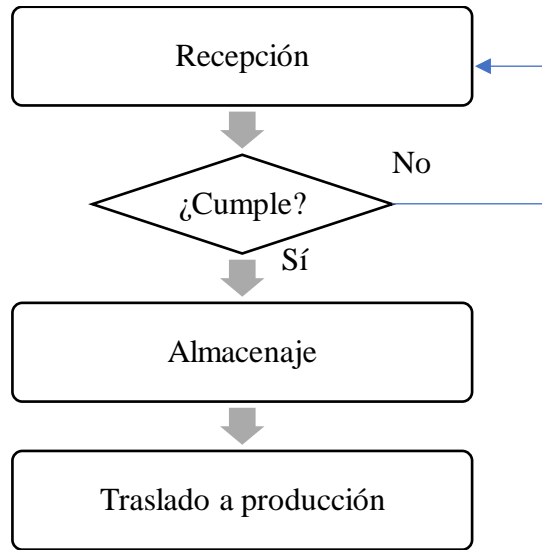 Recepción
No
¿Cumple?
Sí
Almacenaje
Traslado a producción